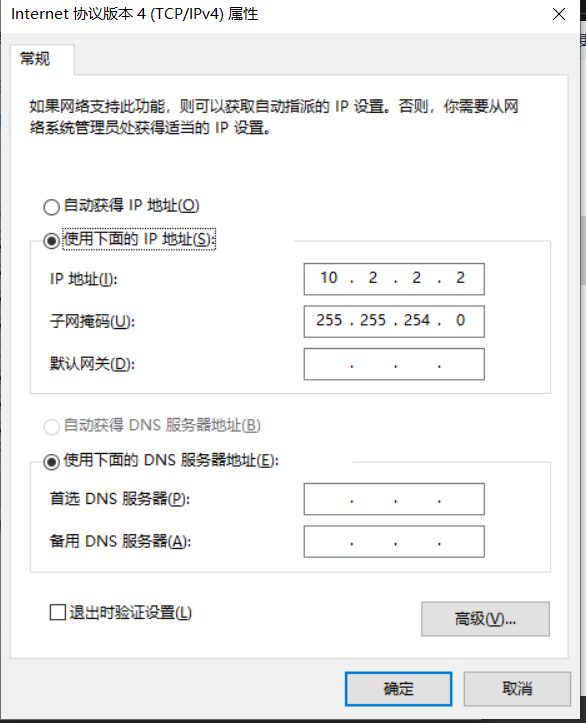 Internet 协议版本 4 (TCP/IPv4) 属性
常规
如果网络支持此功能，则可以获取自动指派的 IP 设置。否则，你需要从网
络系统管理员处获得适当的 IP 设置。
自动获得 IP 地址(O)
使用下面的 IP 地址(S):
IP 地址(I): 10 . 2 . 2 . 2
子网掩码(U): 255 . 255 . 254 . 0
默认网关(D): . . .
自动获得 DNS 服务器地址(B)
使用下面的 DNS 服务器地址(E):
首选 DNS 服务器(P): . . .
备用 DNS 服务器(A): . . .
退出时验证设置(L)
高级(V)...
确定 取消